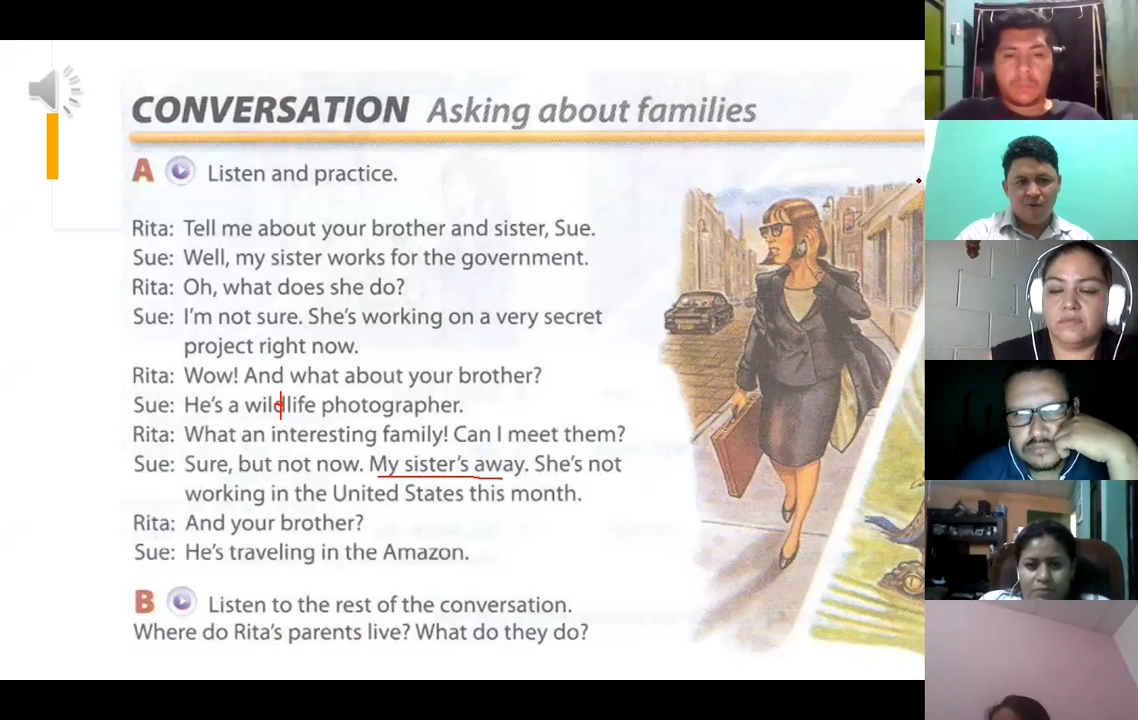 CONVERSATION Asking about families
A Listen and practice.
Rita: Tell me about your brother and sister, Sue.
Sue: Well, my sister works for the government.
Rita: Oh, what does she do?
Sue: I'm not sure. She's working on a very secret
project right now.
Rita: Wow! And what about your brother?
Sue: He's a wildlife photographer.
Rita: What an interesting family! Can I meet them?
Sue: Sure, but not now. My sister's away. She's not
working in the United States this month.
Rita: And your brother?
Sue: He's traveling in the Amazon.
B Listen to the rest of the conversation.
Where do Rita's parents live? What do they do?